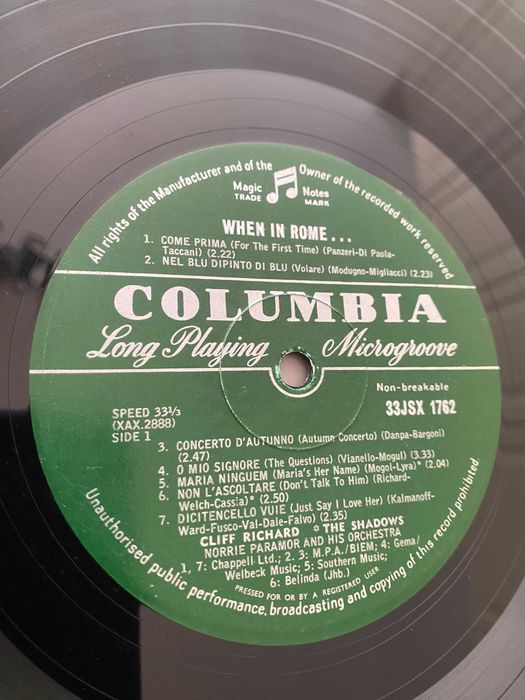 All rights of the Manufacturer and of the Owner of the recorded work reserved
Magic Notes
TRADE MARK
WHEN IN ROME...
1. COME PRIMA (For The First Time) (Panzeri-Di Paola-
Taccani) (2.22)
2. NEL BLU DIPINTO DI BLU (Volare) (Modugno-Migliacci) (2.23)
COLUMBIA
Long Playing Microgroove
Non-breakable
SPEED 33⅓
33JSX 1762
(XAX.2888)
SIDE 1
3. CONCERTO D'AUTUNNO (Autumn Concerto) (Danpa-Bargoni)
(2.47)
4. O MIO SIGNORE (The Questions) (Vianello-Mogul) (3.33)
5. MARIA NINGUEM (Maria's Her Name) (Mogol-Lyra)* (2.04)
6. NON L'ASCOLTARE (Don't Talk To Him) (Richard-
Welch-Cassia)* (2.50)
7. DICITENCELLO VUIE (Just Say I Love Her) (Kalmanoff-
Ward-Fusco-Val-Dale-Falvo) (2.35)
CLIFF RICHARD * THE SHADOWS
NORRIE PARAMOR AND HIS ORCHESTRA
1, 7: Chappell Ltd.; 2. 3: M.P.A./BIEM; 4: Gema/
Welbeck Music; 5: Southern Music;
6: Belinda (Jhb.)
PRESSED FOR OR BY A REGISTERED USER
Unauthorised public performance, broadcasting and copying of this record prohibited